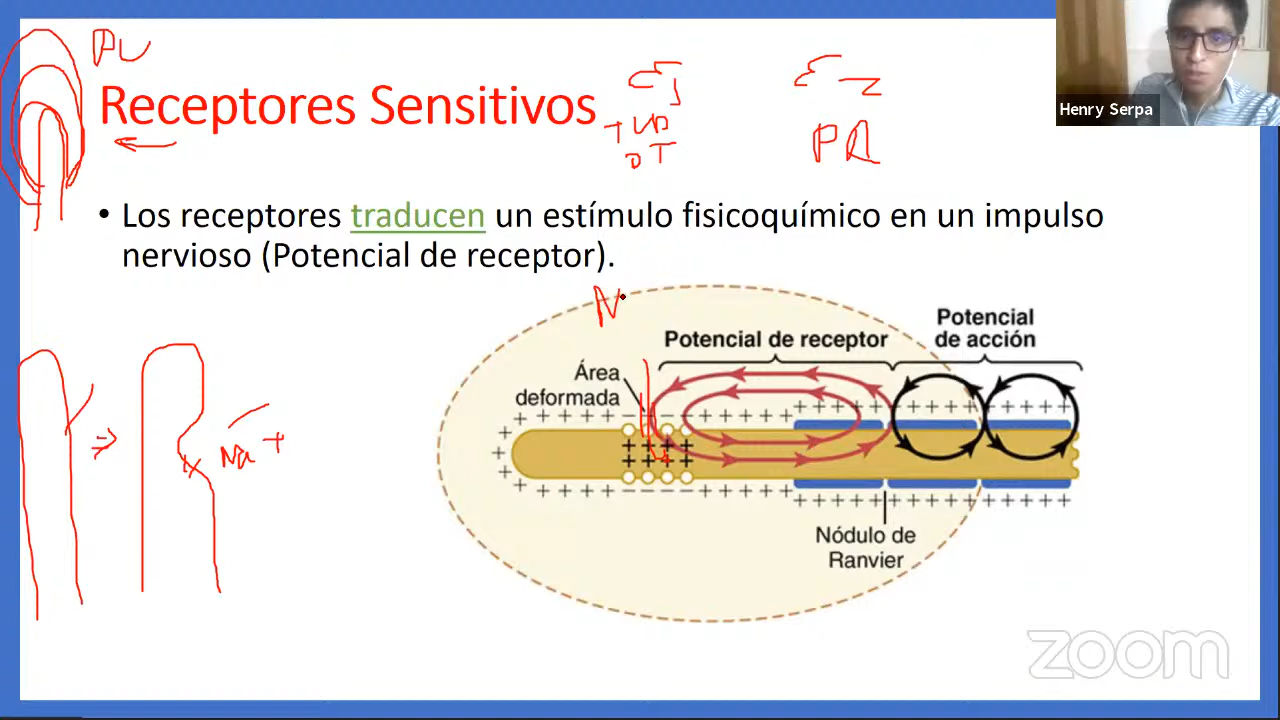 Henry Serpa
Receptores Sensitivos
PR
• Los receptores traducen un estímulo fisicoquímico en un impulso
nervioso (Potencial de receptor).
N
Potencial
de acción
Potencial de receptor
Área
deformada
Na+
Nódulo de
Ranvier
zoom